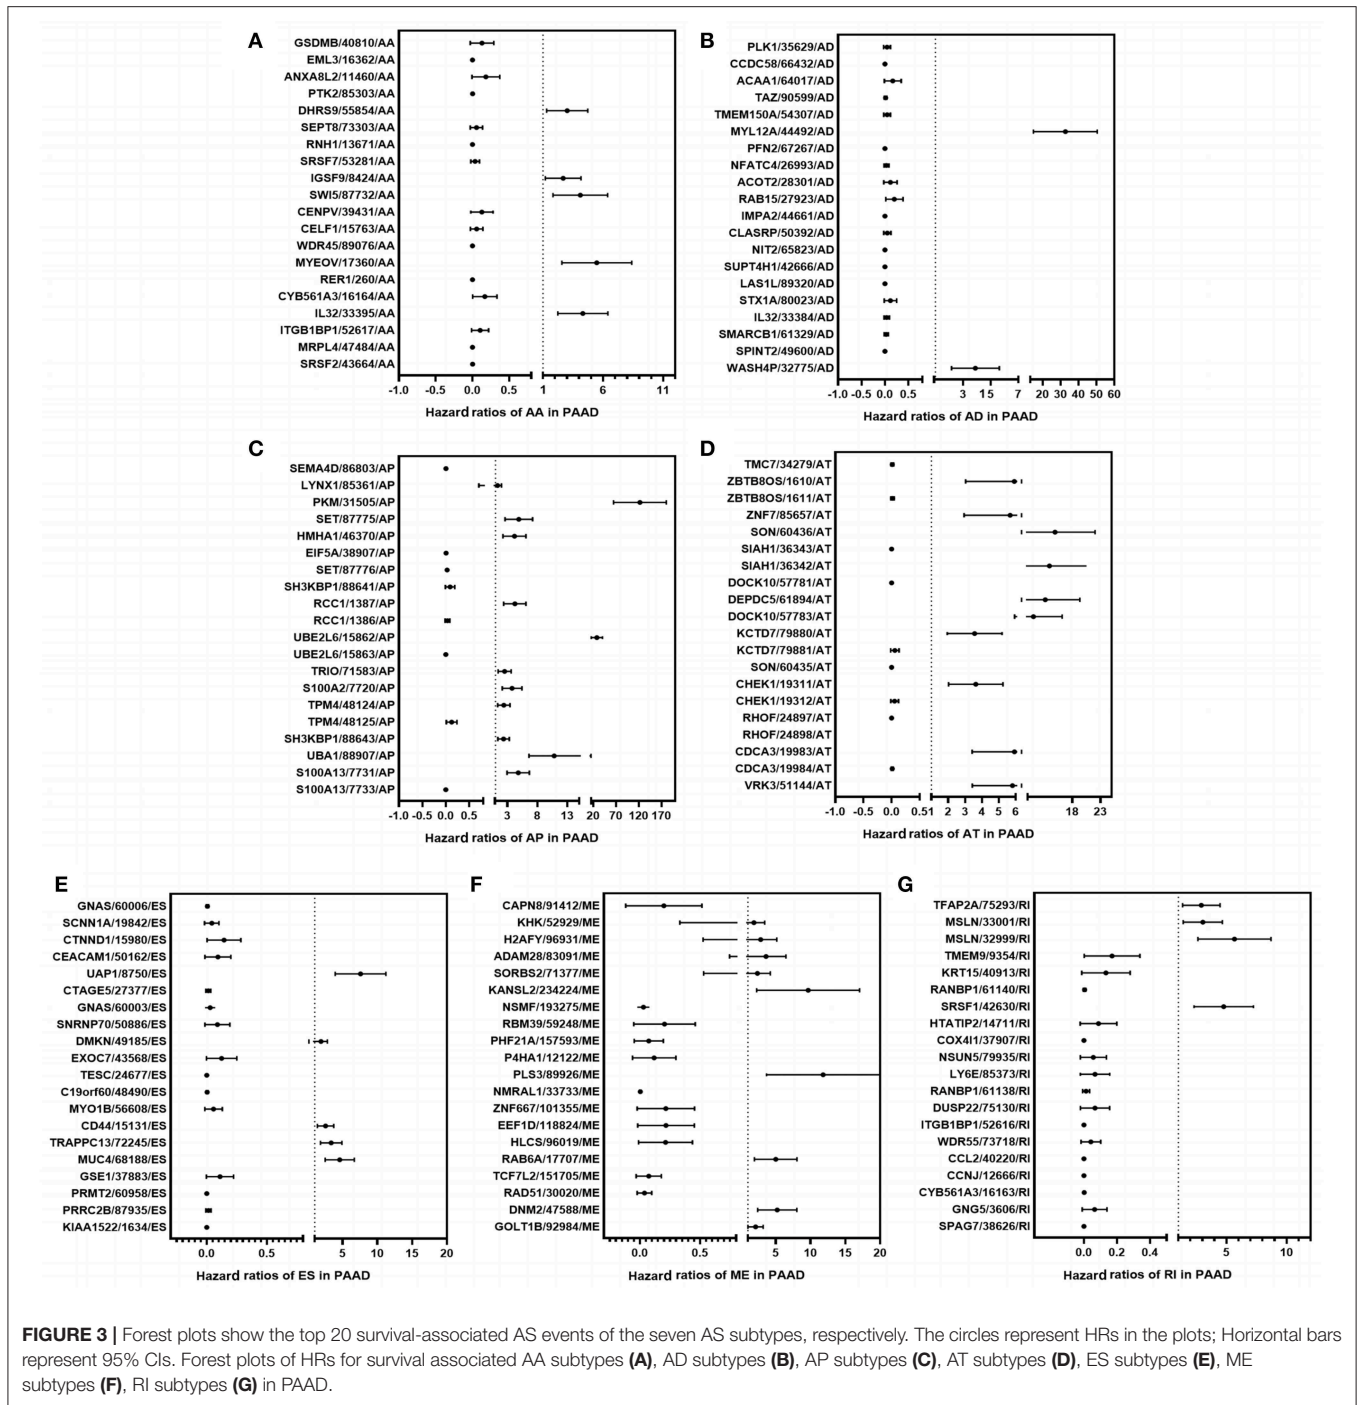 A
GSDMB/40810/AA
EML3/16362/AA
ANXA8L2/11460/AA
PTK2/85303/AA
DHRS9/55854/AA
SEPT8/73303/AA
RNH1/13671/AA
SRSF7/53281/AA
IGSF9/8424/AA
SWI5/87732/AA
CENPV/39431/AA
CELF1/15763/AA
WDR45/89076/AA
MYEOV/17360/AA
RER1/260/AA
CYB561A3/16164/AA
IL32/33395/AA
ITGB1BP1/52617/AA
MRPL4/47484/AA
SRSF2/43664/AA
-1.0 -0.5 0.0 0.5 1 6 11
Hazard ratios of AA in PAAD
B
PLK1/35629/AD
CCDC58/66432/AD
ACAA1/64017/AD
TAZ/90599/AD
TMEM150A/54307/AD
MYL12A/44492/AD
PFN2/67267/AD
NFATC4/26993/AD
ACOT2/28301/AD
RAB15/27923/AD
IMPA2/44661/AD
CLASRP/50392/AD
NIT2/65823/AD
SUPT4H1/42666/AD
LAS1L/89320/AD
STX1A/80023/AD
IL32/33384/AD
SMARCB1/61329/AD
SPINT2/49600/AD
WASH4P/32775/AD
-1.0 -0.5 0.0 0.5 3 15 7 20 30 40 50 60
Hazard ratios of AD in PAAD
C
SEMA4D/86803/AP
LYNX1/85361/AP
PKM/31505/AP
SET/87775/AP
HMHA1/46370/AP
EIF5A/38907/AP
SET/87776/AP
SH3KBP1/88641/AP
RCC1/1387/AP
RCC1/1386/AP
UBE2L6/15862/AP
UBE2L6/15863/AP
TRIO/71583/AP
S100A2/7720/AP
TPM4/48124/AP
TPM4/48125/AP
SH3KBP1/88643/AP
UBA1/88907/AP
S100A13/7731/AP
S100A13/7733/AP
-1.0 -0.5 0.0 0.5 3 8 13 20 70 120 170
Hazard ratios of AP in PAAD
D
TMC7/34279/AT
ZBTB8OS/1610/AT
ZBTB8OS/1611/AT
ZNF7/85657/AT
SON/60436/AT
SIAH1/36343/AT
SIAH1/36342/AT
DOCK10/57781/AT
DEPDC5/61894/AT
DOCK10/57783/AT
KCTD7/79880/AT
KCTD7/79881/AT
SON/60435/AT
CHEK1/19311/AT
CHEK1/19312/AT
RHOF/24897/AT
RHOF/24898/AT
CDCA3/19983/AT
CDCA3/19984/AT
VRK3/51144/AT
-1.0 -0.5 0.0 0.51 2 3 4 5 6 18 23
Hazard ratios of AT in PAAD
E
GNAS/60006/ES
SCNN1A/19842/ES
CTNND1/15980/ES
CEACAM1/50162/ES
UAP1/8750/ES
CTAGE5/27377/ES
GNAS/60003/ES
SNRNP70/50886/ES
DMKN/49185/ES
EXOC7/43568/ES
TESC/24677/ES
C19orf60/48490/ES
MYO1B/56608/ES
CD44/15131/ES
TRAPPC13/72245/ES
MUC4/68188/ES
GSE1/37883/ES
PRMT2/60958/ES
PRRC2B/87935/ES
KIAA1522/1634/ES
0.0 0.5 5 10 15 20
Hazard ratios of ES in PAAD
F
CAPN8/91412/ME
KHK/52929/ME
H2AFY/96931/ME
ADAM28/83091/ME
SORBS2/71377/ME
KANSL2/234224/ME
NSMF/193275/ME
RBM39/59248/ME
PHF21A/157593/ME
P4HA1/12122/ME
PLS3/89926/ME
NMRAL1/33733/ME
ZNF667/101355/ME
EEF1D/118824/ME
HLCS/96019/ME
RAB6A/17707/ME
TCF7L2/151705/ME
RAD51/30020/ME
DNM2/47588/ME
GOLT1B/92984/ME
0.0 0.5 5 10 15 20
Hazard ratios of ME in PAAD
G
TFAP2A/75293/RI
MSLN/33001/RI
MSLN/32999/RI
TMEM9/9354/RI
KRT15/40913/RI
RANBP1/61140/RI
SRSF1/42630/RI
HTATIP2/14711/RI
COX4I1/37907/RI
NSUN5/79935/RI
LY6E/85373/RI
RANBP1/61138/RI
DUSP22/75130/RI
ITGB1BP1/52616/RI
WDR55/73718/RI
CCL2/40220/RI
CCNJ/12666/RI
CYB561A3/16163/RI
GNG5/3606/RI
SPAG7/38626/RI
0.0 0.2 0.4 5 10
Hazard ratios of RI in PAAD
FIGURE 3 | Forest plots show the top 20 survival-associated AS events of the seven AS subtypes, respectively. The circles represent HRs in the plots; Horizontal bars
represent 95% CIs. Forest plots of HRs for survival associated AA subtypes (A), AD subtypes (B), AP subtypes (C), AT subtypes (D), ES subtypes (E), ME
subtypes (F), RI subtypes (G) in PAAD.